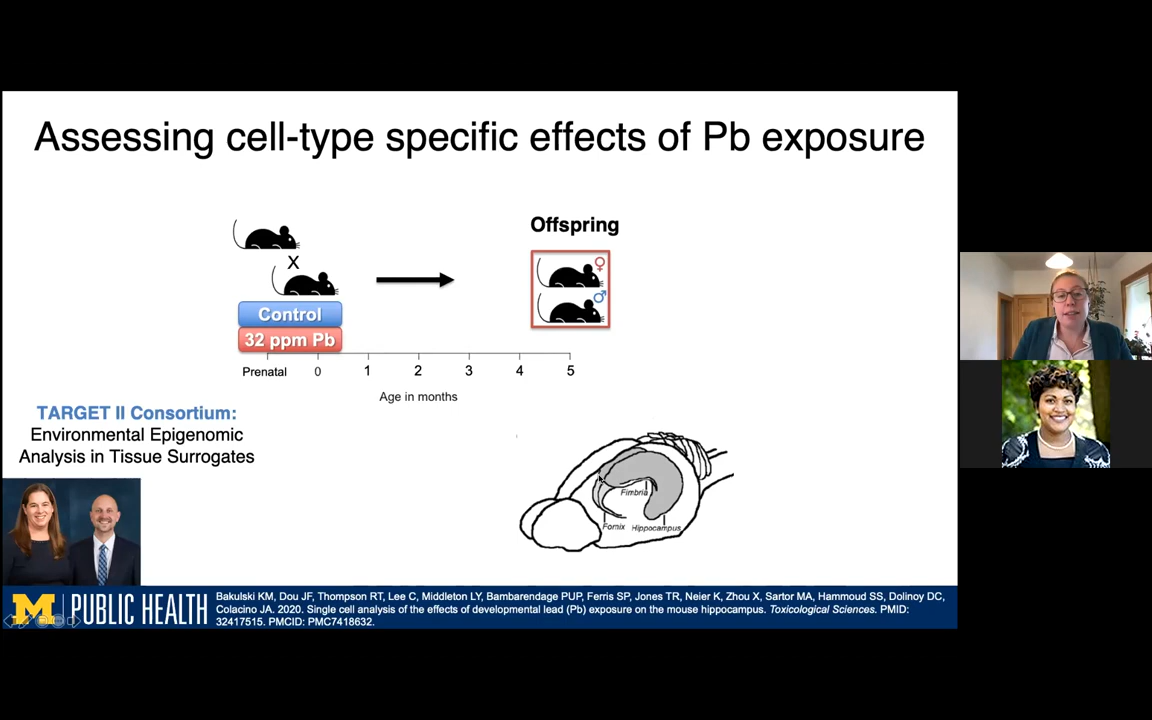 Assessing cell-type specific effects of Pb exposure
Offspring
X
♀
♂
Control
32 ppm Pb
Prenatal 0 1 2 3 4 5
Age in months
TARGET II Consortium:
Environmental Epigenomic
Analysis in Tissue Surrogates
Fimbria
Fornix Hippocampus
M PUBLIC HEALTH
Bakulski KM, Dou JF, Thompson RT, Lee C, Middleton LY, Bambarendage PUP, Ferris SP, Jones TR, Neier K, Zhou X, Sartor MA, Hammoud SS, Dolinoy DC,
Colacino JA. 2020. Single cell analysis of the effects of developmental lead (Pb) exposure on the mouse hippocampus. Toxicological Sciences. PMID:
32417515. PMCID: PMC7418632.